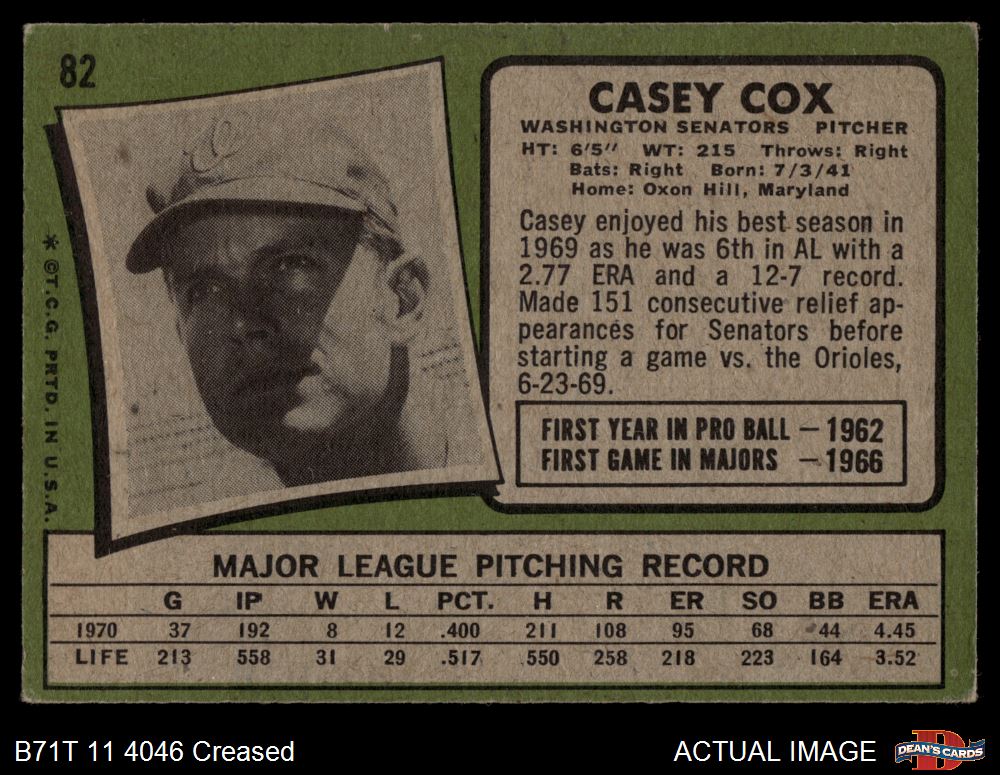 82
CASEY COX
WASHINGTON SENATORS PITCHER
HT: 6'5" WT: 215 Throws: Right
Bats: Right Born: 7/3/41
Home: Oxon Hill, Maryland
Casey enjoyed his best season in
1969 as he was 6th in AL with a
2.77 ERA and a 12-7 record.
Made 151 consecutive relief ap-
pearances for Senators before
starting a game vs. the Orioles,
6-23-69.
FIRST YEAR IN PRO BALL — 1962
FIRST GAME IN MAJORS — 1966
* ©T.C.G. PRTD. IN U.S.A.
MAJOR LEAGUE PITCHING RECORD
G IP W L PCT. H R ER SO BB ERA
1970 37 192 8 12 .400 211 108 95 68 44 4.45
LIFE 213 558 31 29 .517 550 258 218 223 164 3.52
B71T 11 4046 Creased
ACTUAL IMAGE
D
DEAN'S CARDS